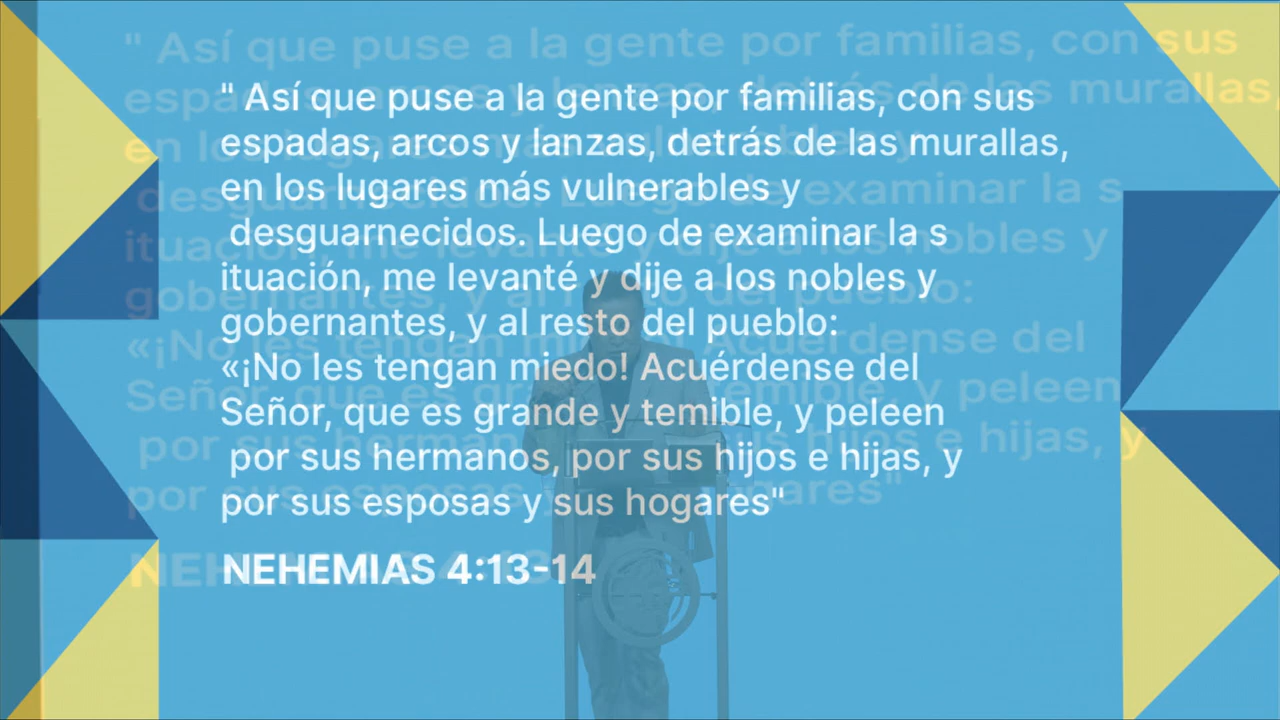 " Así que puse a la gente por familias, con sus
espadas, arcos y lanzas, detrás de las murallas,
en los lugares más vulnerables y
desguarnecidos. Luego de examinar la s
ituación, me levanté y dije a los nobles y
gobernantes, y al resto del pueblo:
«¡No les tengan miedo! Acuérdense del
Señor, que es grande y temible, y peleen
por sus hermanos, por sus hijos e hijas, y
por sus esposas y sus hogares"
NEHEMIAS 4:13-14